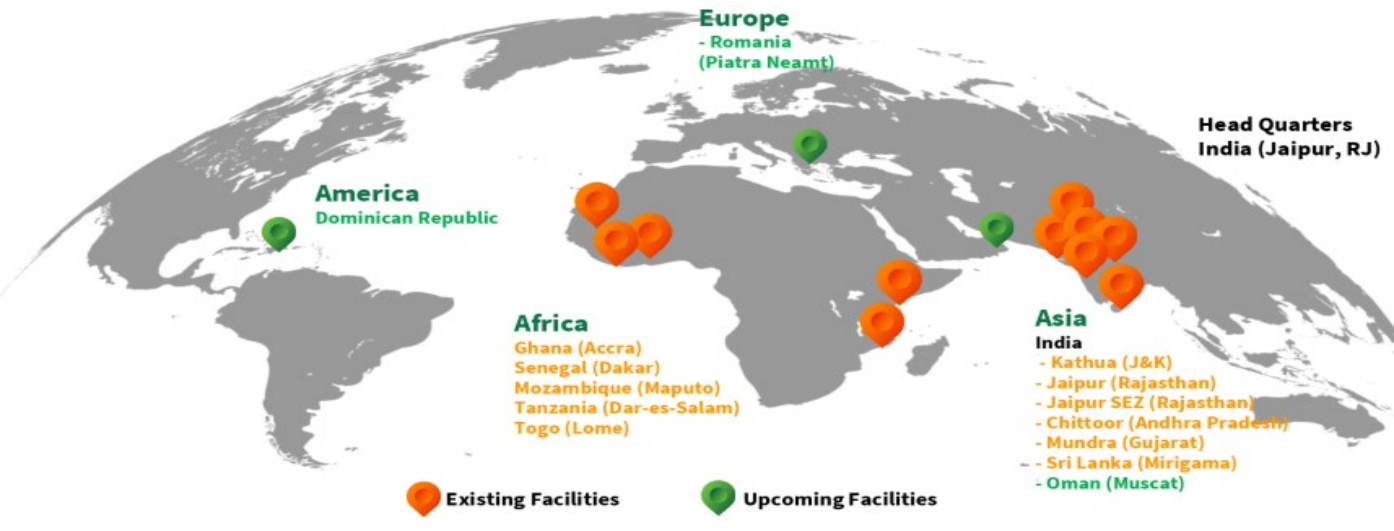 Europe
- Romania
(Piatra Neamt)
Head Quarters
India (Jaipur, RJ)
America
Dominican Republic
Africa
Ghana (Accra)
Senegal (Dakar)
Mozambique (Maputo)
Tanzania (Dar-es-Salam)
Togo (Lome)
Asia
India
- Kathua (J&K)
- Jaipur (Rajasthan)
- Jaipur SEZ (Rajasthan)
- Chittoor (Andhra Pradesh)
- Mundra (Gujarat)
- Sri Lanka (Mirigama)
- Oman (Muscat)
Existing Facilities
Upcoming Facilities